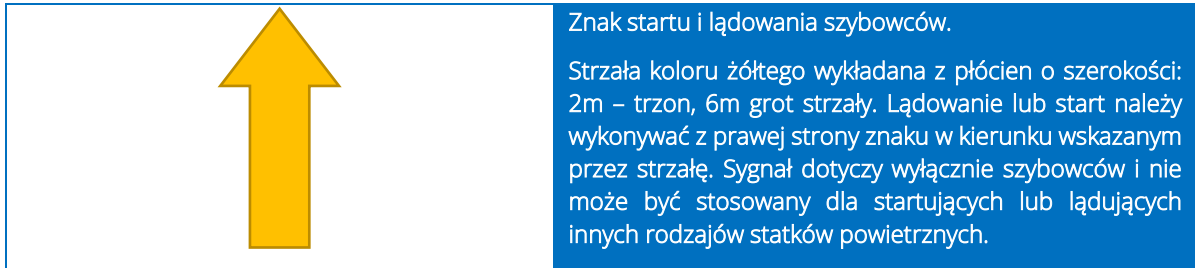 Znak startu i lądowania szybowców.
Strzała koloru żółtego wykładana z płócien o szerokości:
2m – trzon, 6m grot strzały. Lądowanie lub start należy
wykonywać z prawej strony znaku w kierunku wskazanym
przez strzałę. Sygnał dotyczy wyłącznie szybowców i nie
może być stosowany dla startujących lub lądujących
innych rodzajów statków powietrznych.